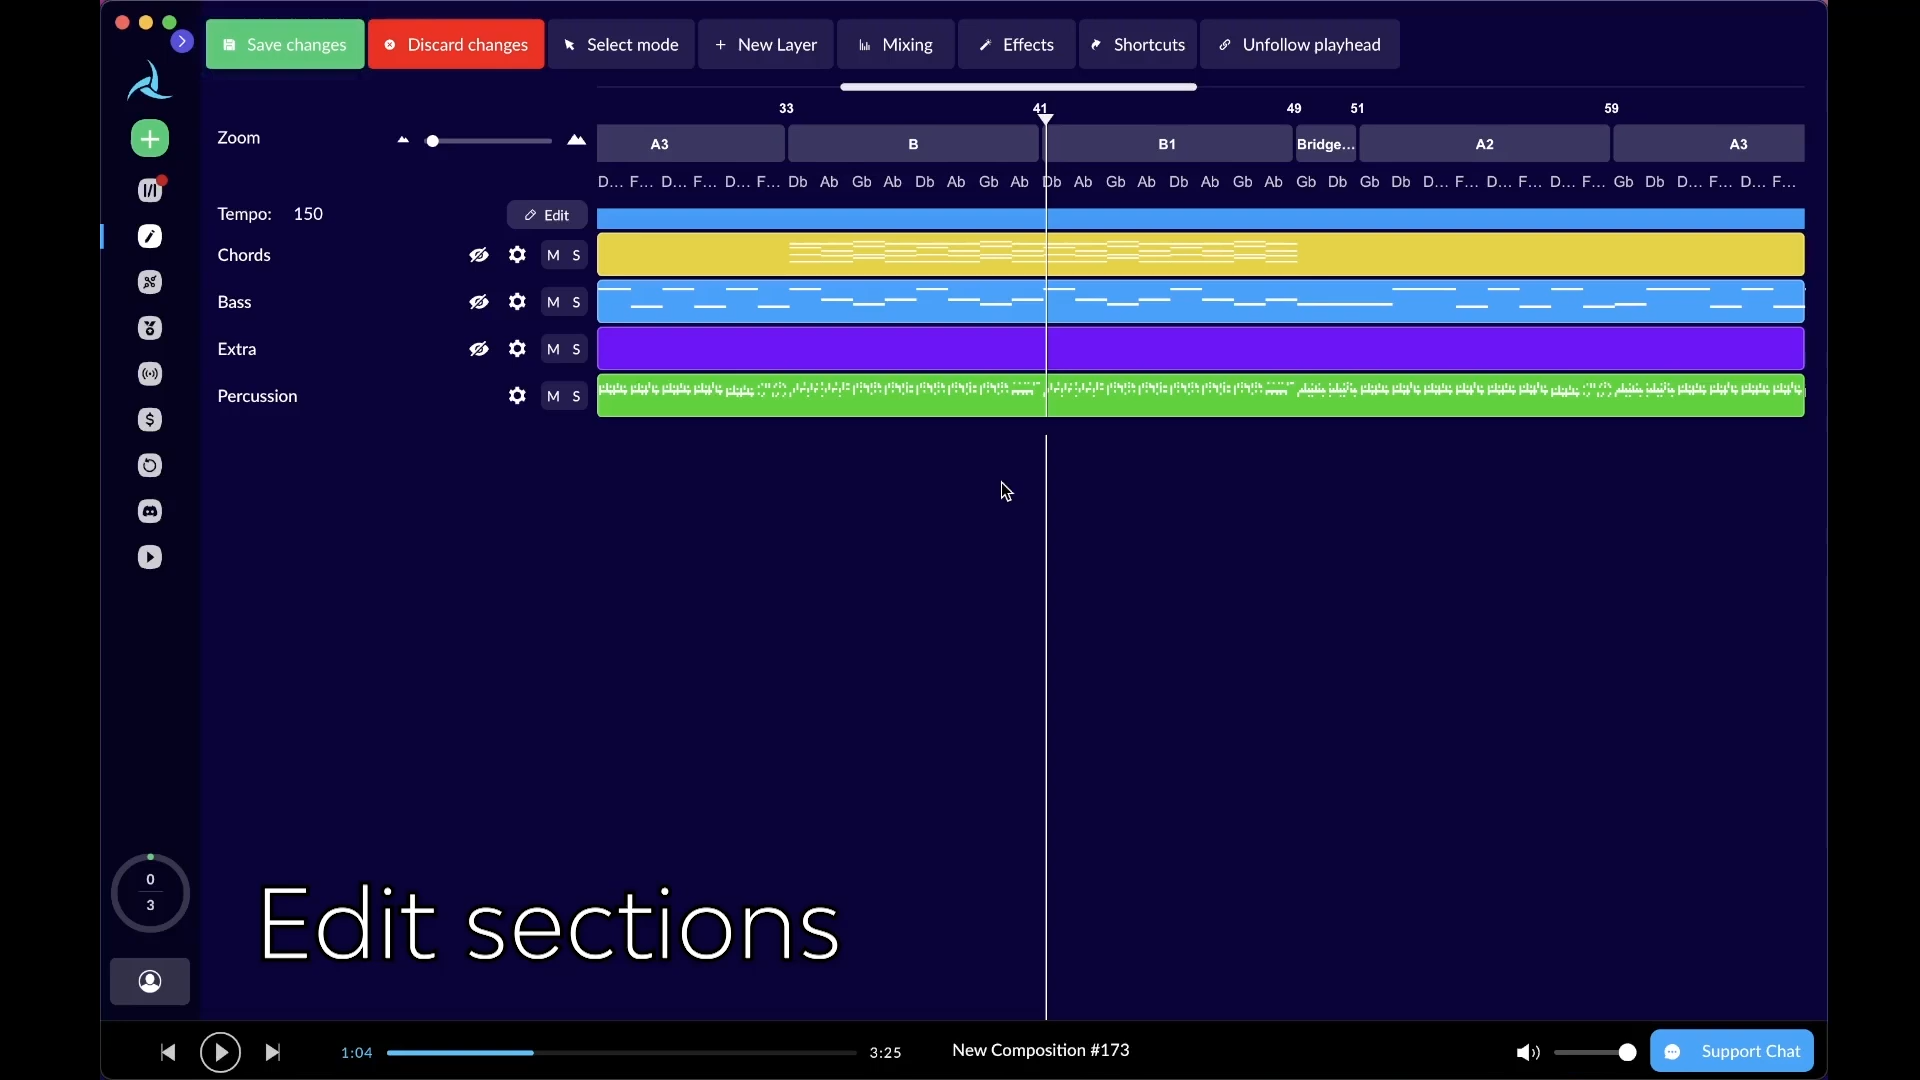 Save changes
Discard changes
Select mode
New Layer
Mixing
Effects
Shortcuts
Unfollow playhead
33 41 49 51 59
Zoom
A3 B B1 Bridge... A2 A3
D... F... D... F... D... F... Db Ab Gb Ab Db Ab Gb Ab Db Ab Gb Ab Db Ab Gb Ab Gb Db Gb Db D... F... D... F... D... F... Gb Db D... F... D... F...
Tempo: 150 Edit
Chords M S
Bass M S
Extra M S
Percussion M S
0
3
Edit sections
1:04 3:25 New Composition #173 Support Chat